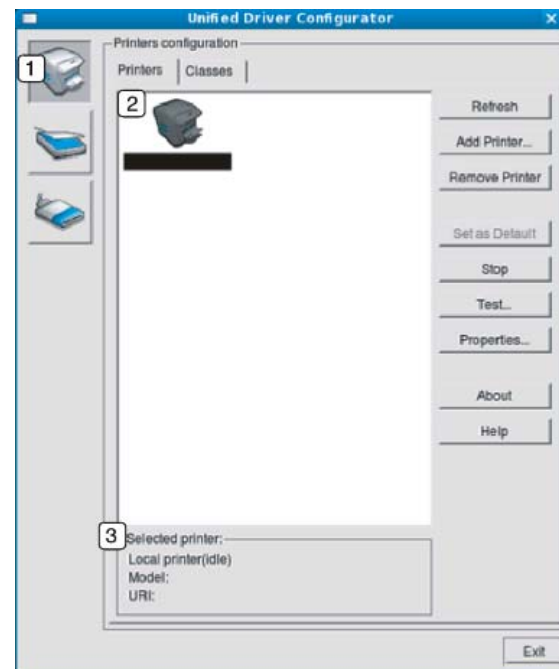 Unified Driver Configurator
Printers configuration
1
Printers
Classes
2
Refresh
Add Printer...
Remove Printer
Set as Default
Stop
Test...
Properties...
About
Help
3
Selected printer:
Local printer(idle)
Model:
URI:
Exit